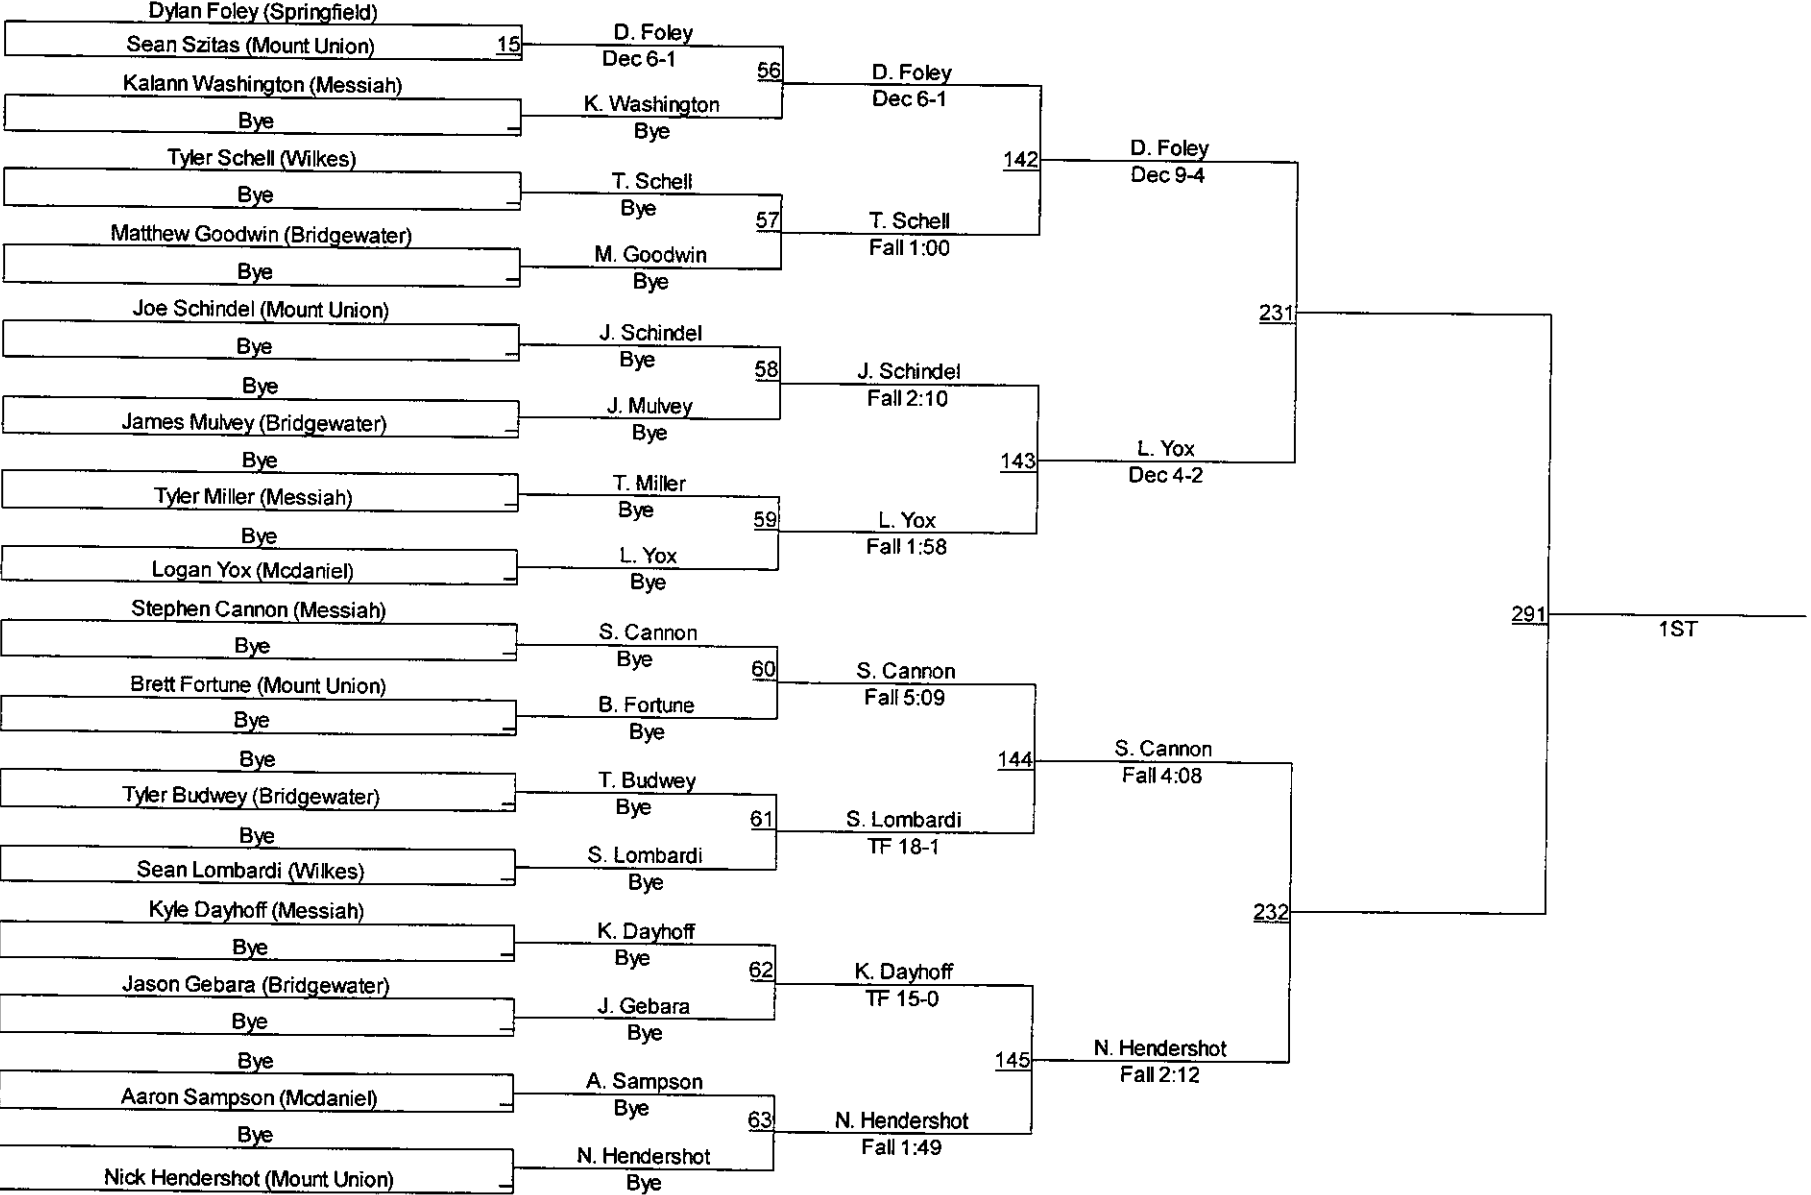 Dylan Foley (Springfield)
Sean Szitas (Mount Union) 15
Kalann Washington (Messiah)
Bye
Tyler Schell (Wilkes)
Bye
Matthew Goodwin (Bridgewater)
Bye
Joe Schindel (Mount Union)
Bye
Bye
James Mulvey (Bridgewater)
Bye
Tyler Miller (Messiah)
Bye
Logan Yox (Mcdaniel)
Stephen Cannon (Messiah)
Bye
Brett Fortune (Mount Union)
Bye
Bye
Tyler Budwey (Bridgewater)
Bye
Sean Lombardi (Wilkes)
Kyle Dayhoff (Messiah)
Bye
Jason Gebara (Bridgewater)
Bye
Bye
Aaron Sampson (Mcdaniel)
Bye
Nick Hendershot (Mount Union)
D. Foley
Dec 6-1
56
K. Washington
Bye
T. Schell
Bye
57
M. Goodwin
Bye
J. Schindel
Bye
58
J. Mulvey
Bye
T. Miller
Bye
59
L. Yox
Bye
S. Cannon
Bye
60
B. Fortune
Bye
T. Budwey
Bye
61
S. Lombardi
Bye
K. Dayhoff
Bye
62
J. Gebara
Bye
A. Sampson
Bye
63
N. Hendershot
Bye
D. Foley
Dec 6-1
142
T. Schell
Fall 1:00
J. Schindel
Fall 2:10
143
L. Yox
Fall 1:58
S. Cannon
Fall 5:09
144
S. Lombardi
TF 18-1
K. Dayhoff
TF 15-0
145
N. Hendershot
Fall 1:49
D. Foley
Dec 9-4
231
L. Yox
Dec 4-2
S. Cannon
Fall 4:08
232
N. Hendershot
Fall 2:12
291
1ST